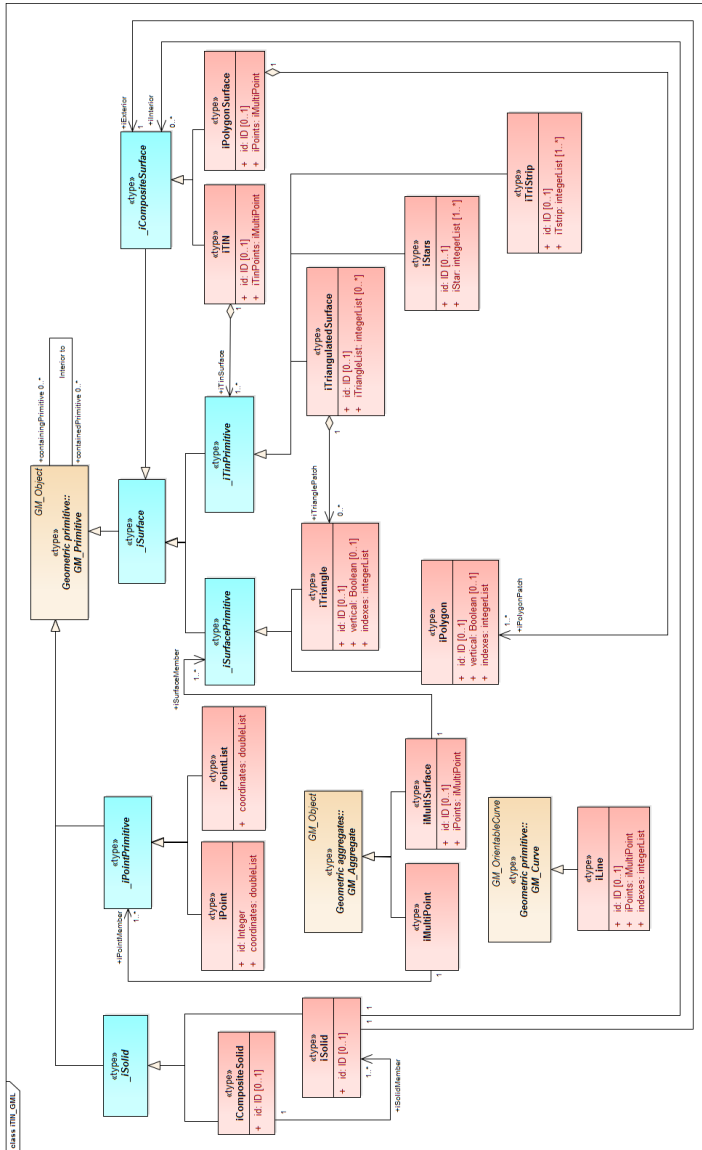 class iTIN_GML
+iExterior
1
+iInterior
0..*
«type»
_iCompositeSurface
«type»
iPolygonSurface
+ id: ID [0..1]
+ iPoints: iMultiPoint
1
«type»
iTIN
+ id: ID [0..1]
+ iTinPoints: iMultiPoint
1
+iTinSurface
1..*
«type»
iTriStrip
+ id: ID [0..1]
+ iTstrip: integerList [1..*]
«type»
iStars
+ id: ID [0..1]
+ iStar: integerList [1..*]
«type»
iTriangulatedSurface
+ id: ID [0..1]
+ iTriangleList: integerList [0..*]
1
+iTrianglePatch
0..*
+containingPrimitive 0..*
Interior to
+containedPrimitive 0..*
GM_Object
«type»
Geometric primitive::
GM_Primitive
«type»
_iSurface
«type»
_iTinPrimitive
«type»
_iSurfacePrimitive
+iSurfaceMember
1..*
«type»
iTriangle
+ id: ID [0..1]
+ vertical: Boolean [0..1]
+ indexes: integerList
«type»
iPolygon
+ id: ID [0..1]
+ vertical: Boolean [0..1]
+ indexes: integerList
+iPolygonPatch
1..*
«type»
_iPointPrimitive
+iPointMember
1..*
«type»
iPointList
+ coordinates: doubleList
«type»
iPoint
+ id: Integer
+ coordinates: doubleList
GM_Object
«type»
Geometric aggregates::
GM_Aggregate
«type»
iMultiSurface
+ id: ID [0..1]
+ iPoints: iMultiPoint
1
«type»
iMultiPoint
1
GM_OrientableCurve
«type»
Geometric primitive::
GM_Curve
«type»
iLine
+ id: ID [0..1]
+ iPoints: iMultiPoint
+ indexes: integerList
«type»
_iSolid
«type»
iCompositeSolid
+ id: ID [0..1]
1
«type»
iSolid
+ id: ID [0..1]
1
1
1..*
+iSolidMember